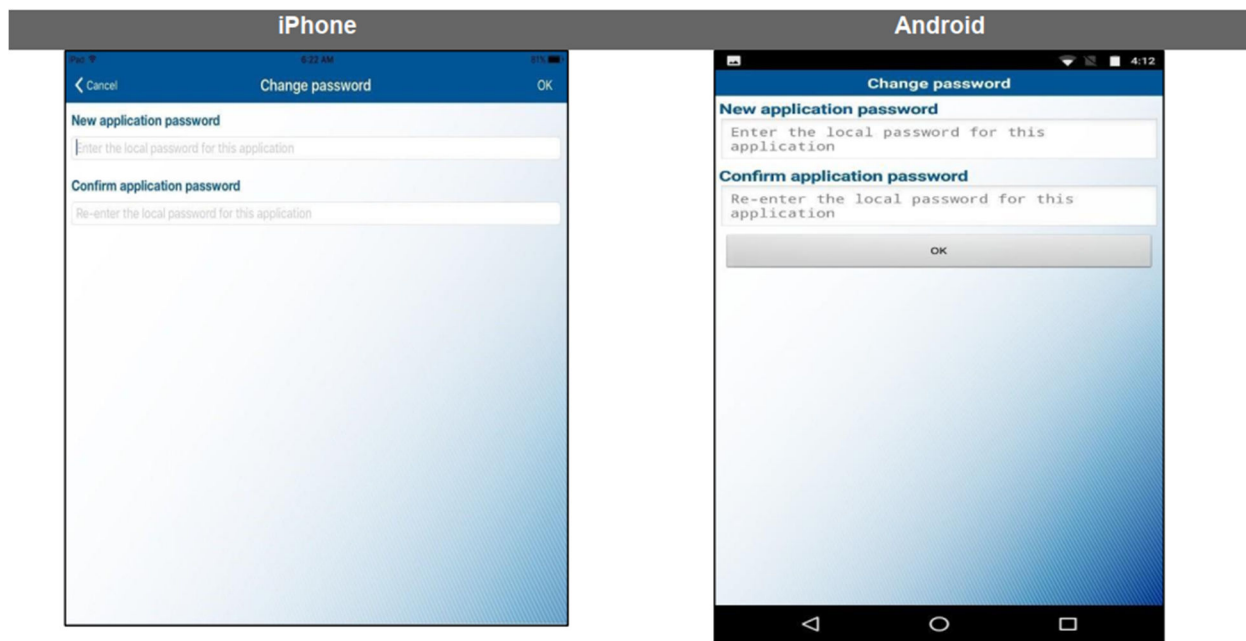 iPhone
Android
iPad
6:22 AM
81%
Cancel
Change password
OK
New application password
Enter the local password for this application
Confirm application password
Re-enter the local password for this application
4:12
Change password
New application password
Enter the local password for this
application
Confirm application password
Re-enter the local password for this
application
OK